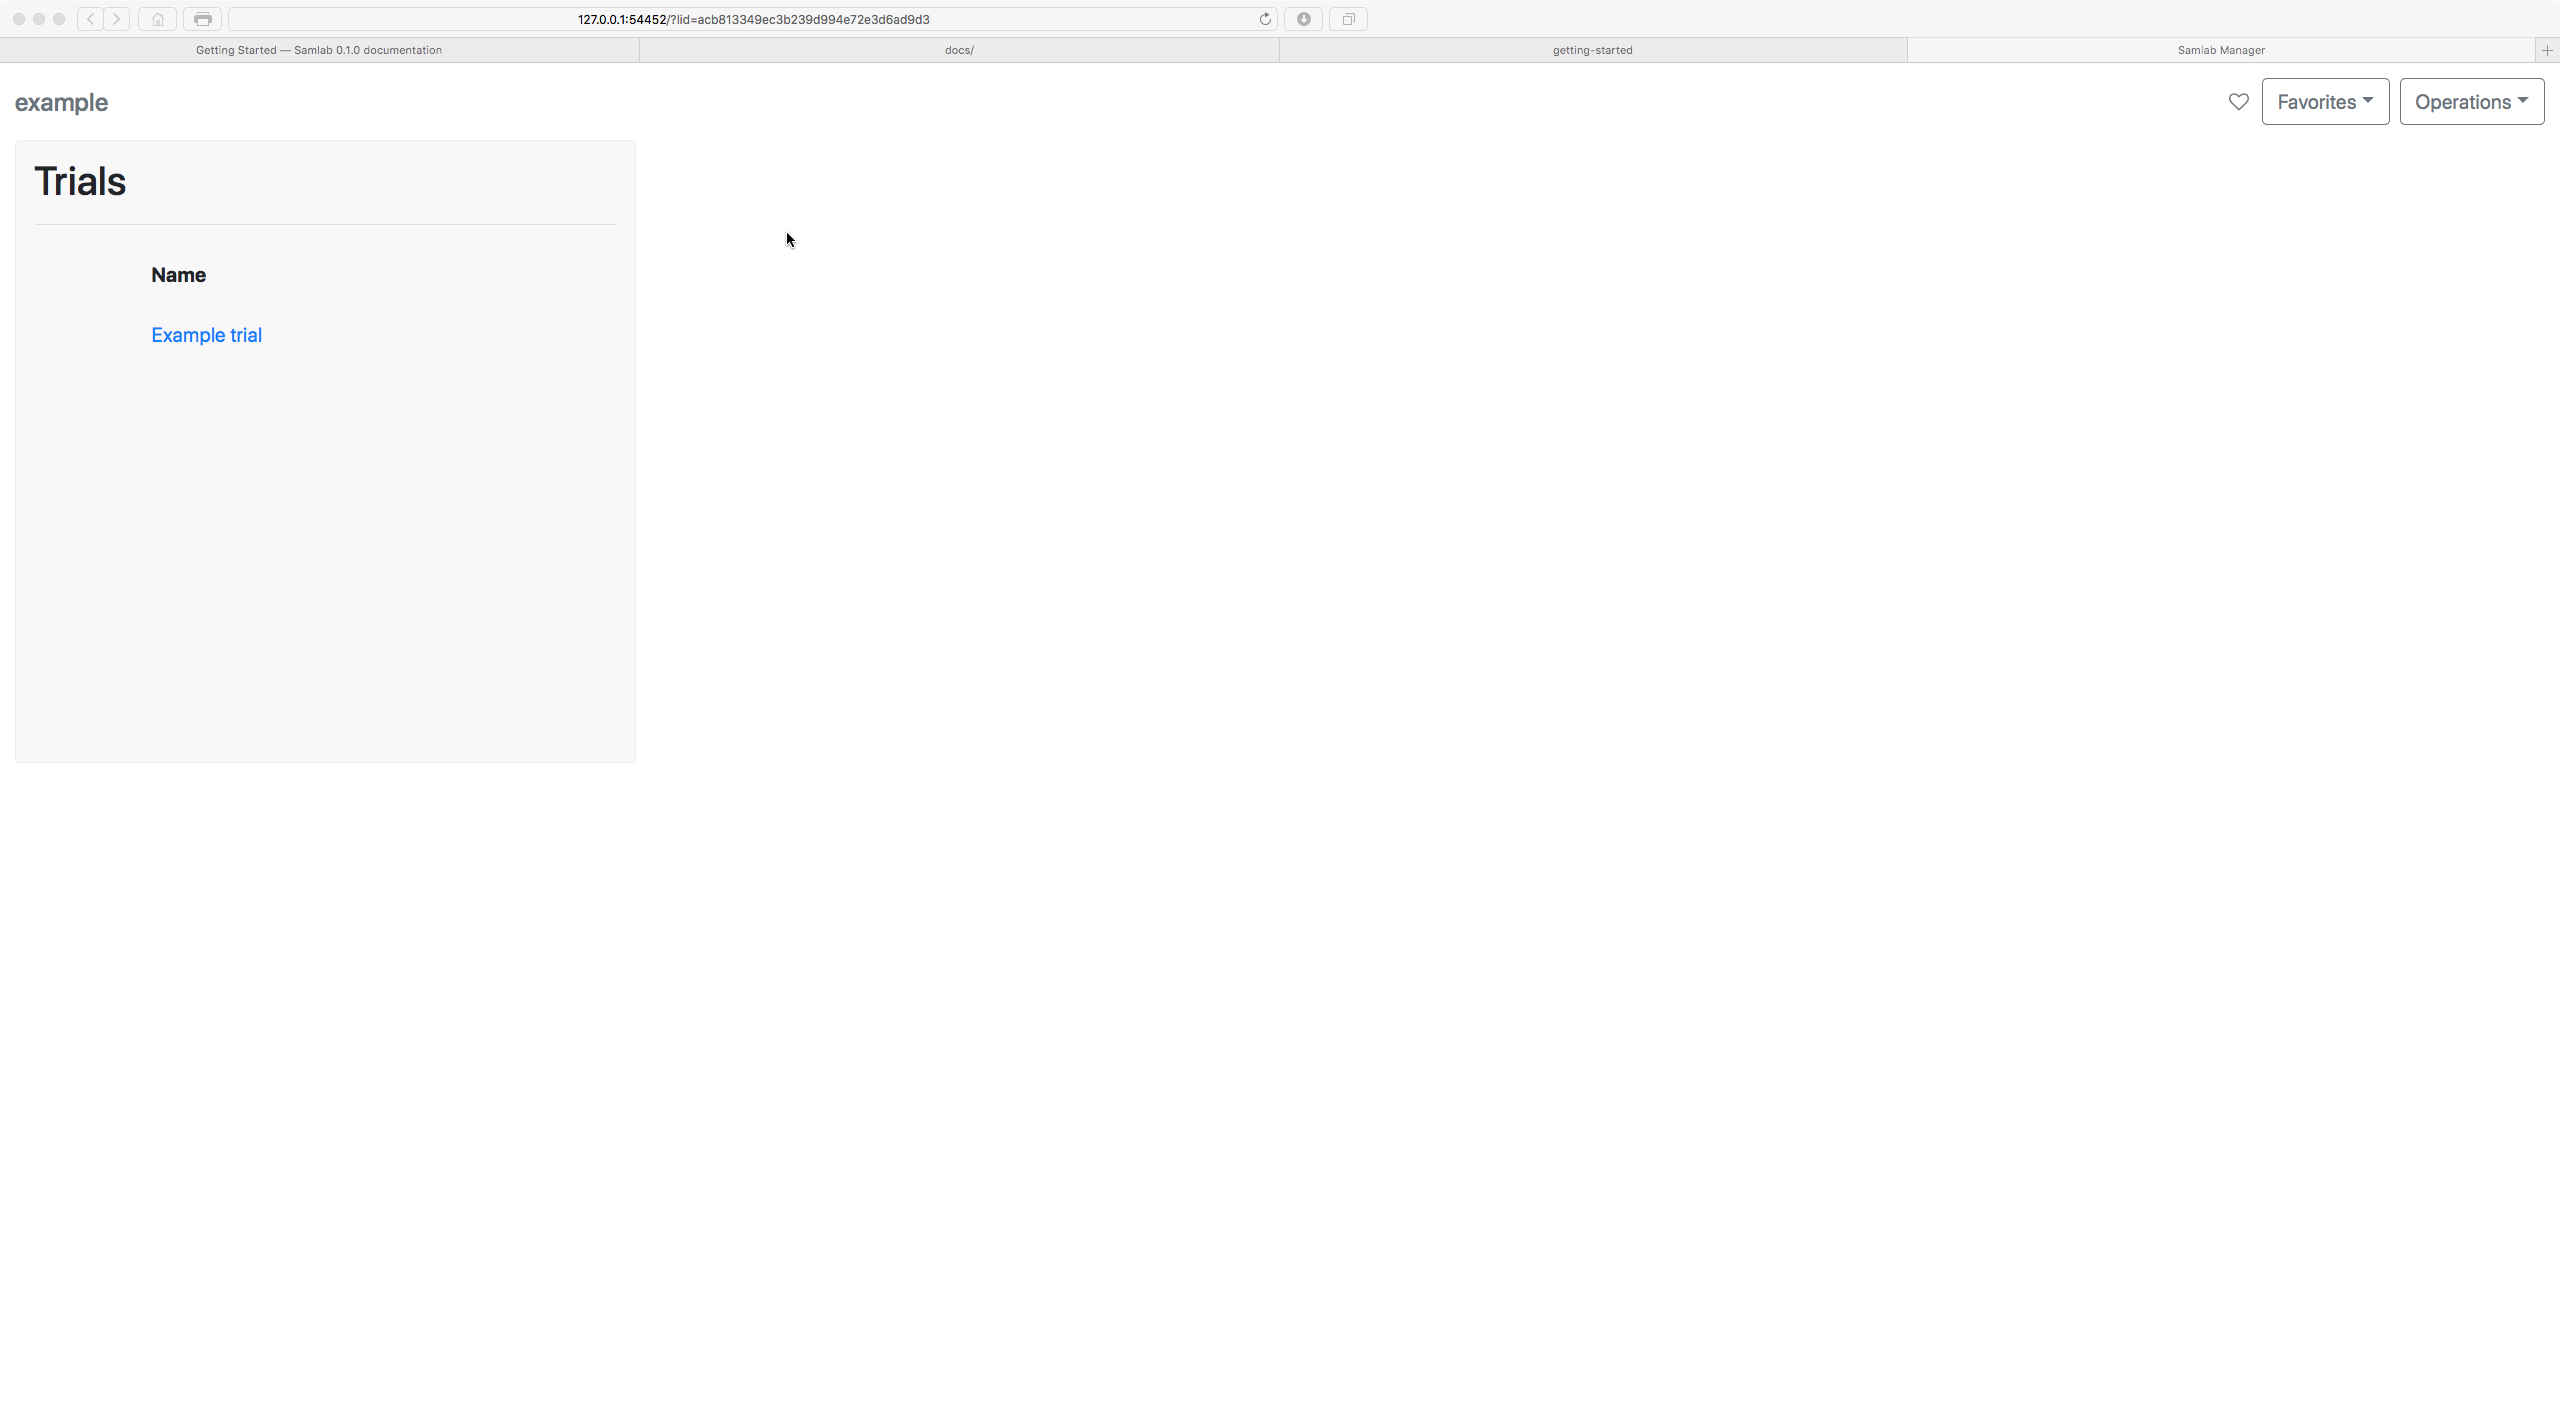 127.0.0.1:54452/?lid=acb813349ec3b239d994e72e3d6ad9d3
Getting Started — Samlab 0.1.0 documentation
docs/
getting-started
Samlab Manager
example
Favorites
Operations
Trials
Name
Example trial